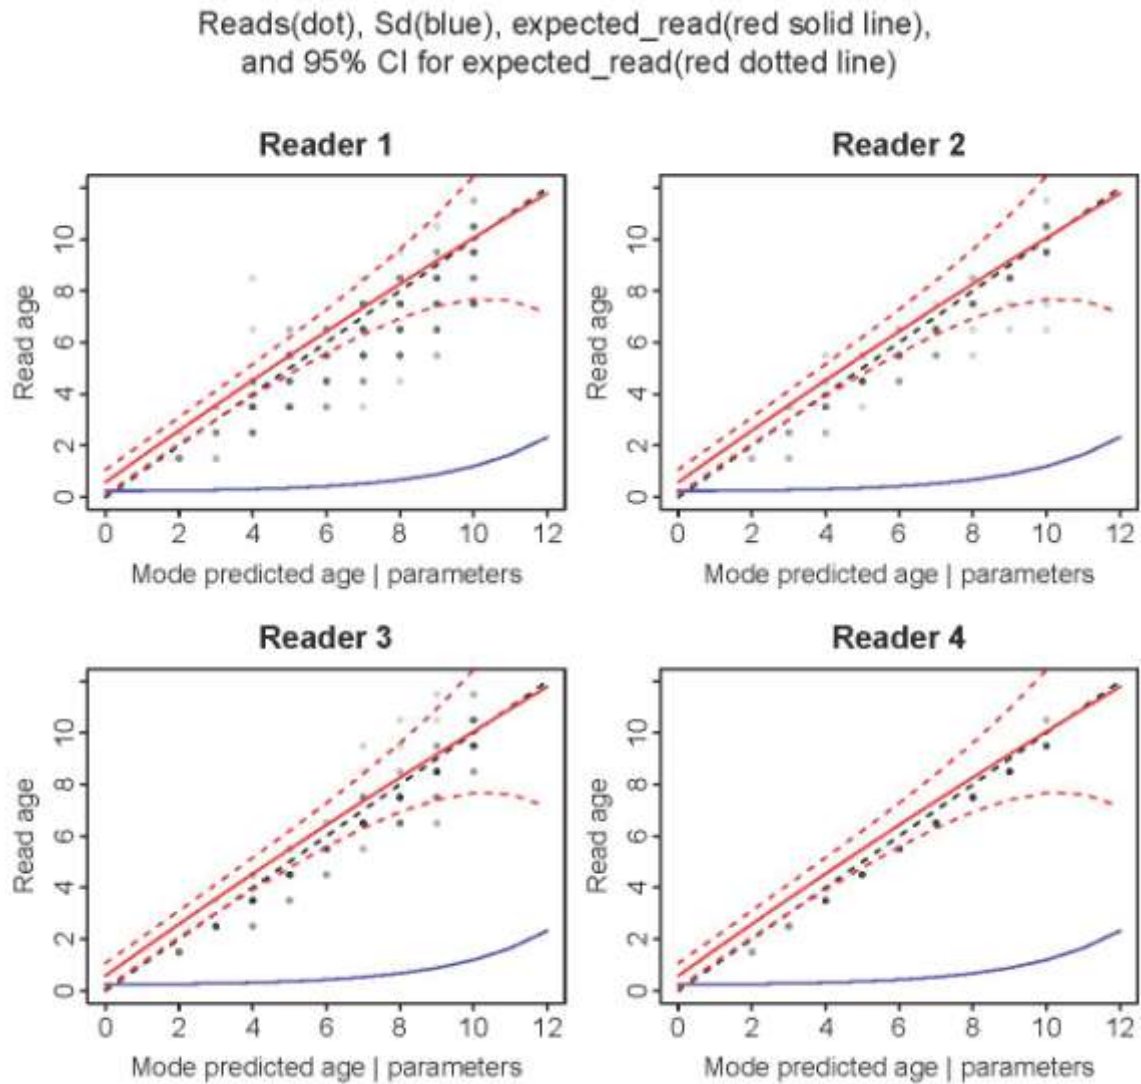 Reads(dot), Sd(blue), expected_read(red solid line),
and 95% CI for expected_read(red dotted line)
Reader 1
Read age
0 2 4 6 8 10
0 2 4 6 8 10 12
Mode predicted age | parameters
Reader 2
Read age
0 2 4 6 8 10
0 2 4 6 8 10 12
Mode predicted age | parameters
Reader 3
Read age
0 2 4 6 8 10
0 2 4 6 8 10 12
Mode predicted age | parameters
Reader 4
Read age
0 2 4 6 8 10
0 2 4 6 8 10 12
Mode predicted age | parameters